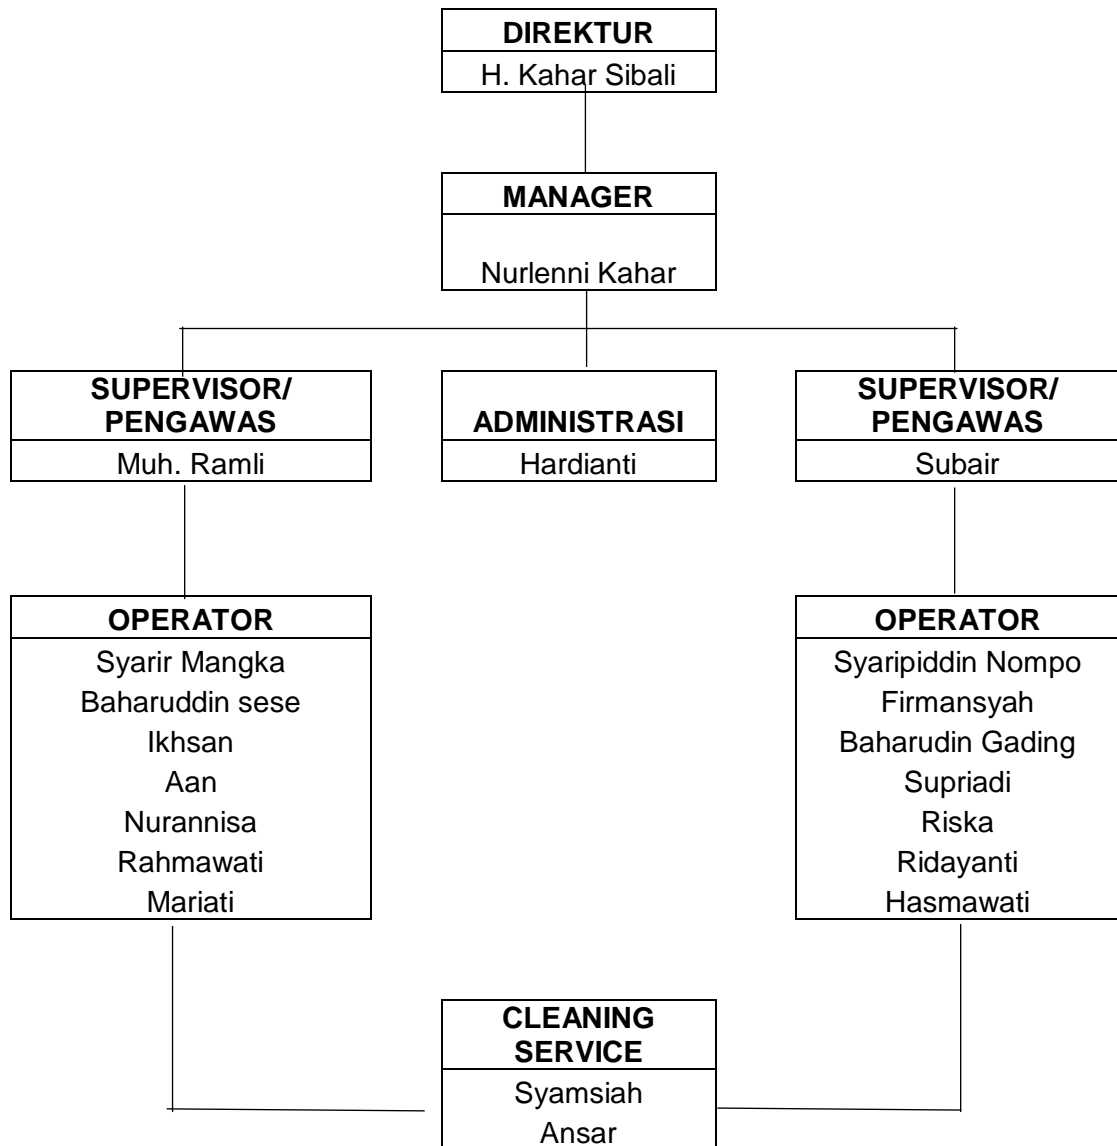 DIREKTUR
H. Kahar Sibali
MANAGER
Nurlenni Kahar
SUPERVISOR/
PENGAWAS
Muh. Ramli
ADMINISTRASI
Hardianti
SUPERVISOR/
PENGAWAS
Subair
OPERATOR
Syarir Mangka
Baharuddin sese
Ikhsan
Aan
Nurannisa
Rahmawati
Mariati
OPERATOR
Syaripiddin Nompo
Firmansyah
Baharudin Gading
Supriadi
Riska
Ridayanti
Hasmawati
CLEANING
SERVICE
Syamsiah
Ansar